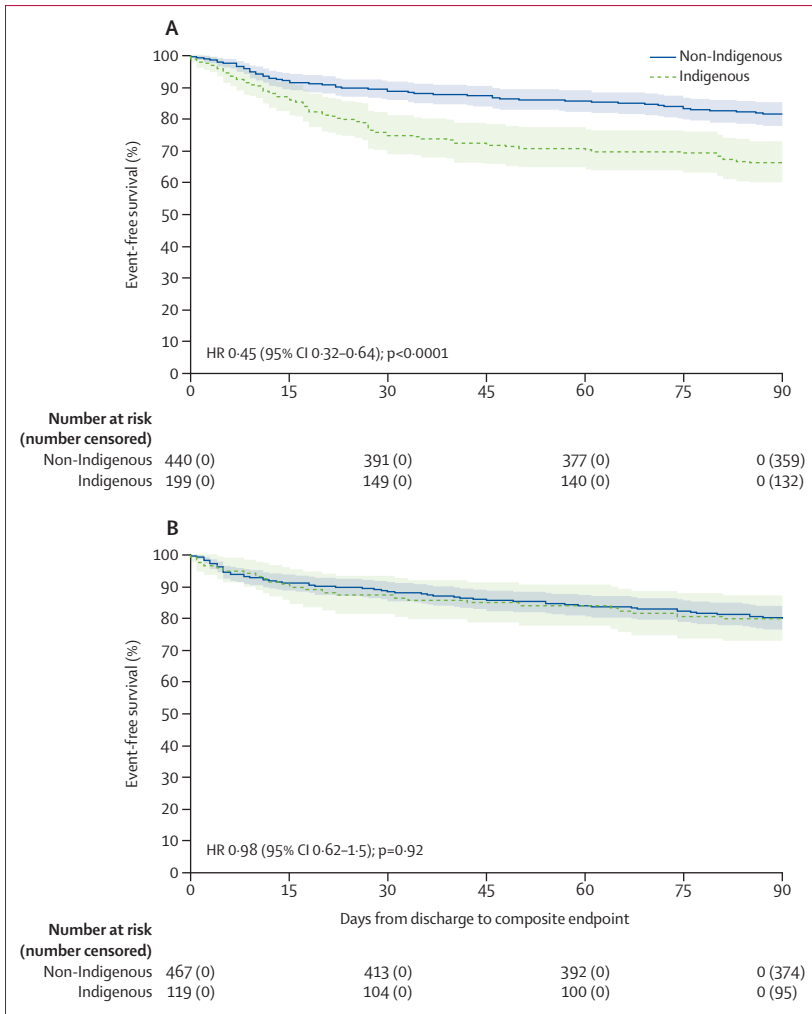 A
100
90
80
70
60
50
40
30
20
10
0
Event-free survival (%)
Non-Indigenous
Indigenous
HR 0·45 (95% CI 0·32–0·64); p<0·0001
0 15 30 45 60 75 90
Number at risk
(number censored)
Non-Indigenous 440 (0) 391 (0) 377 (0) 0 (359)
Indigenous 199 (0) 149 (0) 140 (0) 0 (132)
B
100
90
80
70
60
50
40
30
20
10
0
Event-free survival (%)
HR 0·98 (95% CI 0·62–1·5); p=0·92
0 15 30 45 60 75 90
Days from discharge to composite endpoint
Number at risk
(number censored)
Non-Indigenous 467 (0) 413 (0) 392 (0) 0 (374)
Indigenous 119 (0) 104 (0) 100 (0) 0 (95)